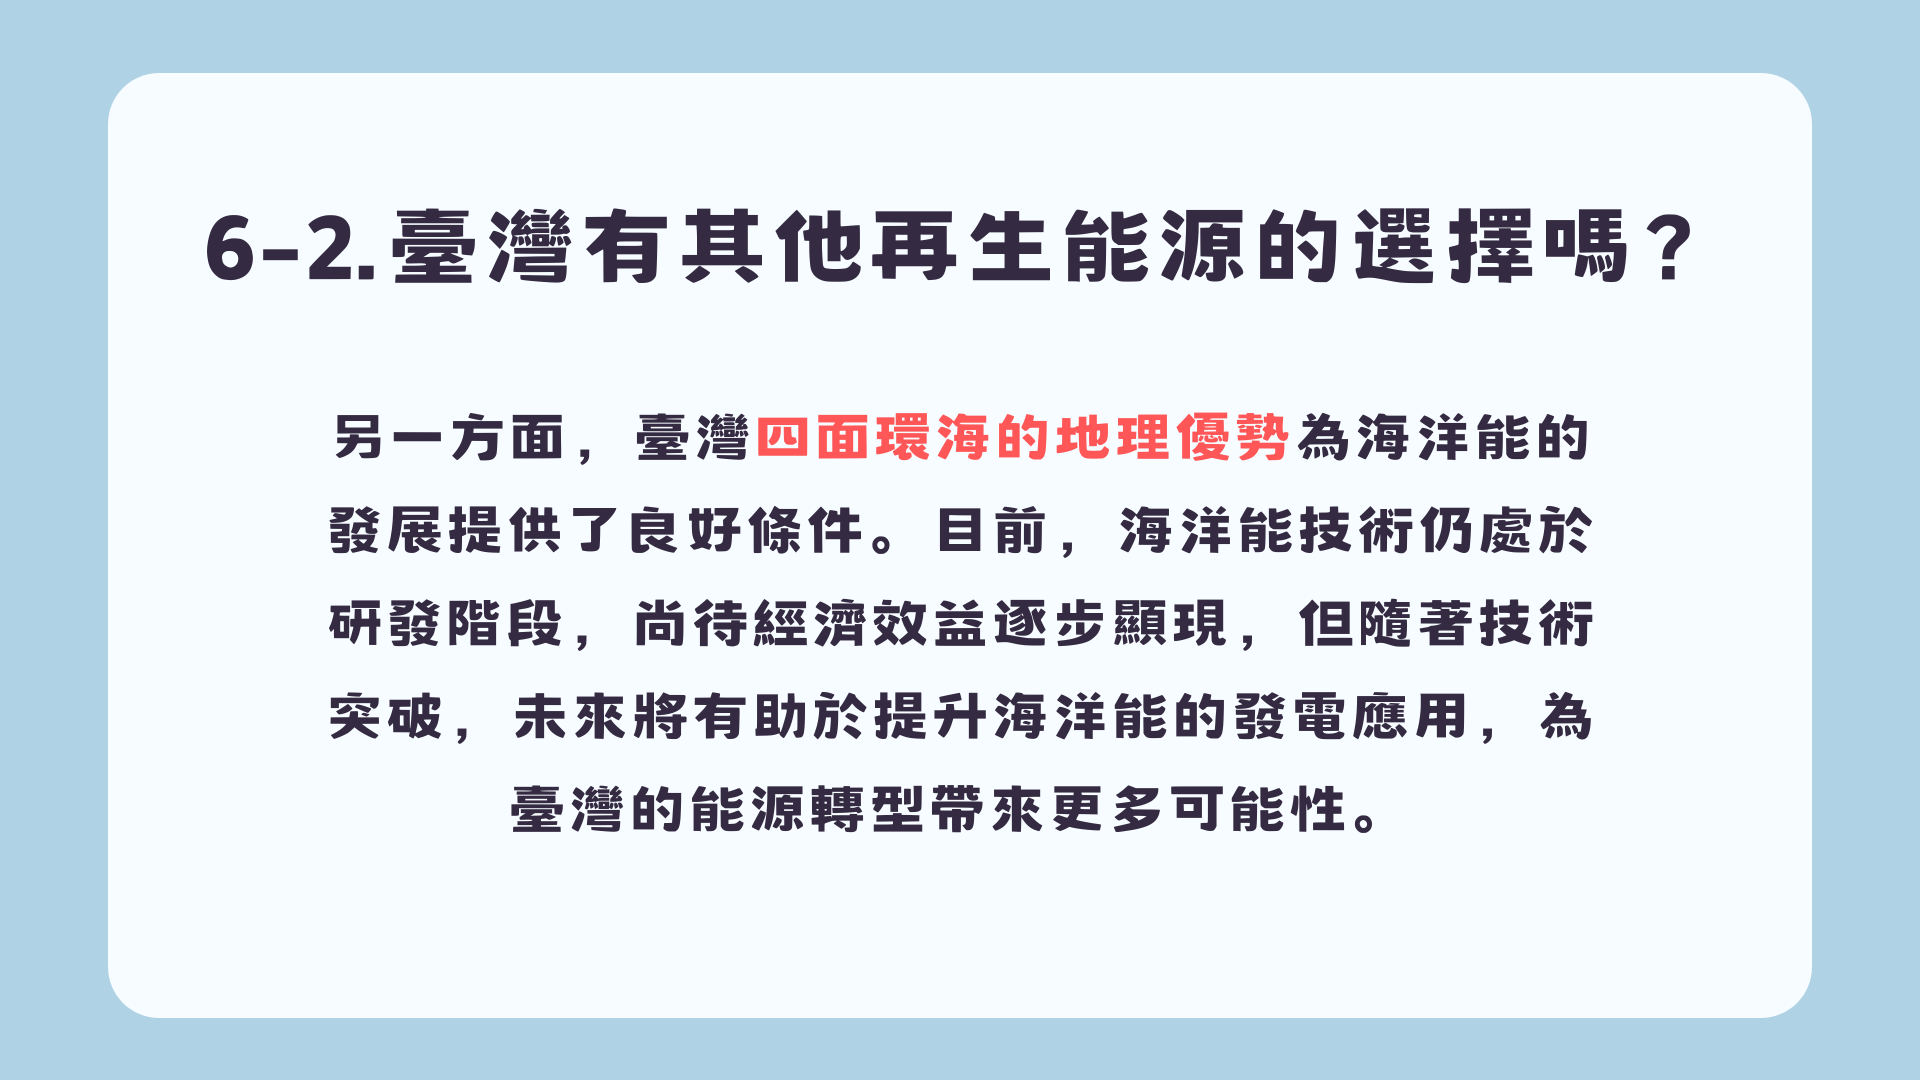 6-2.臺灣有其他再生能源的選擇嗎？
另一方面，臺灣四面環海的地理優勢為海洋能的
發展提供了良好條件。目前，海洋能技術仍處於
研發階段，尚待經濟效益逐步顯現，但隨著技術
突破，未來將有助於提升海洋能的發電應用，為
臺灣的能源轉型帶來更多可能性。